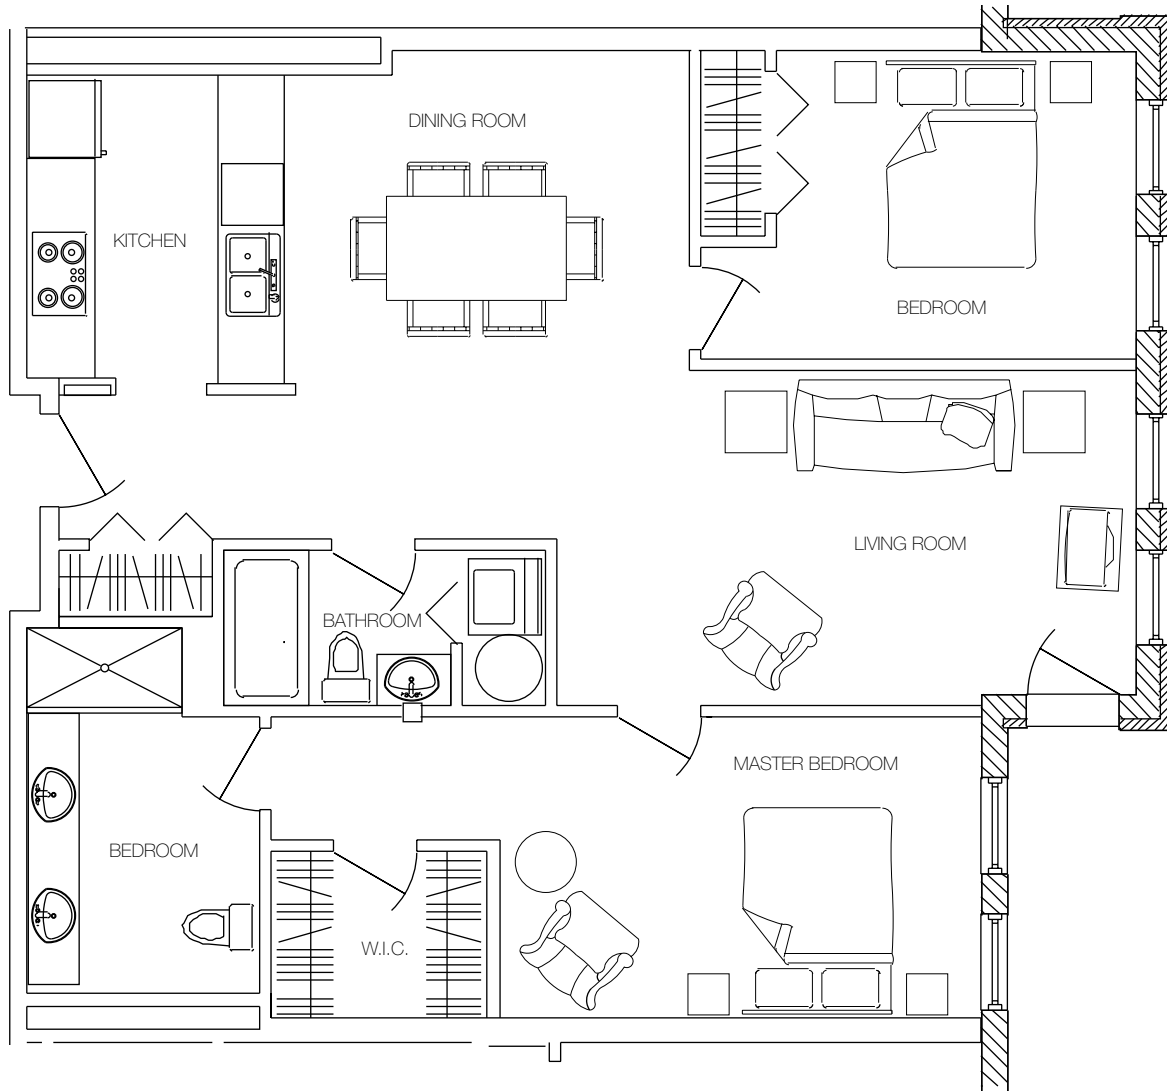 DINING ROOM
KITCHEN
BEDROOM
LIVING ROOM
BATHROOM
MASTER BEDROOM
BEDROOM
W.I.C.